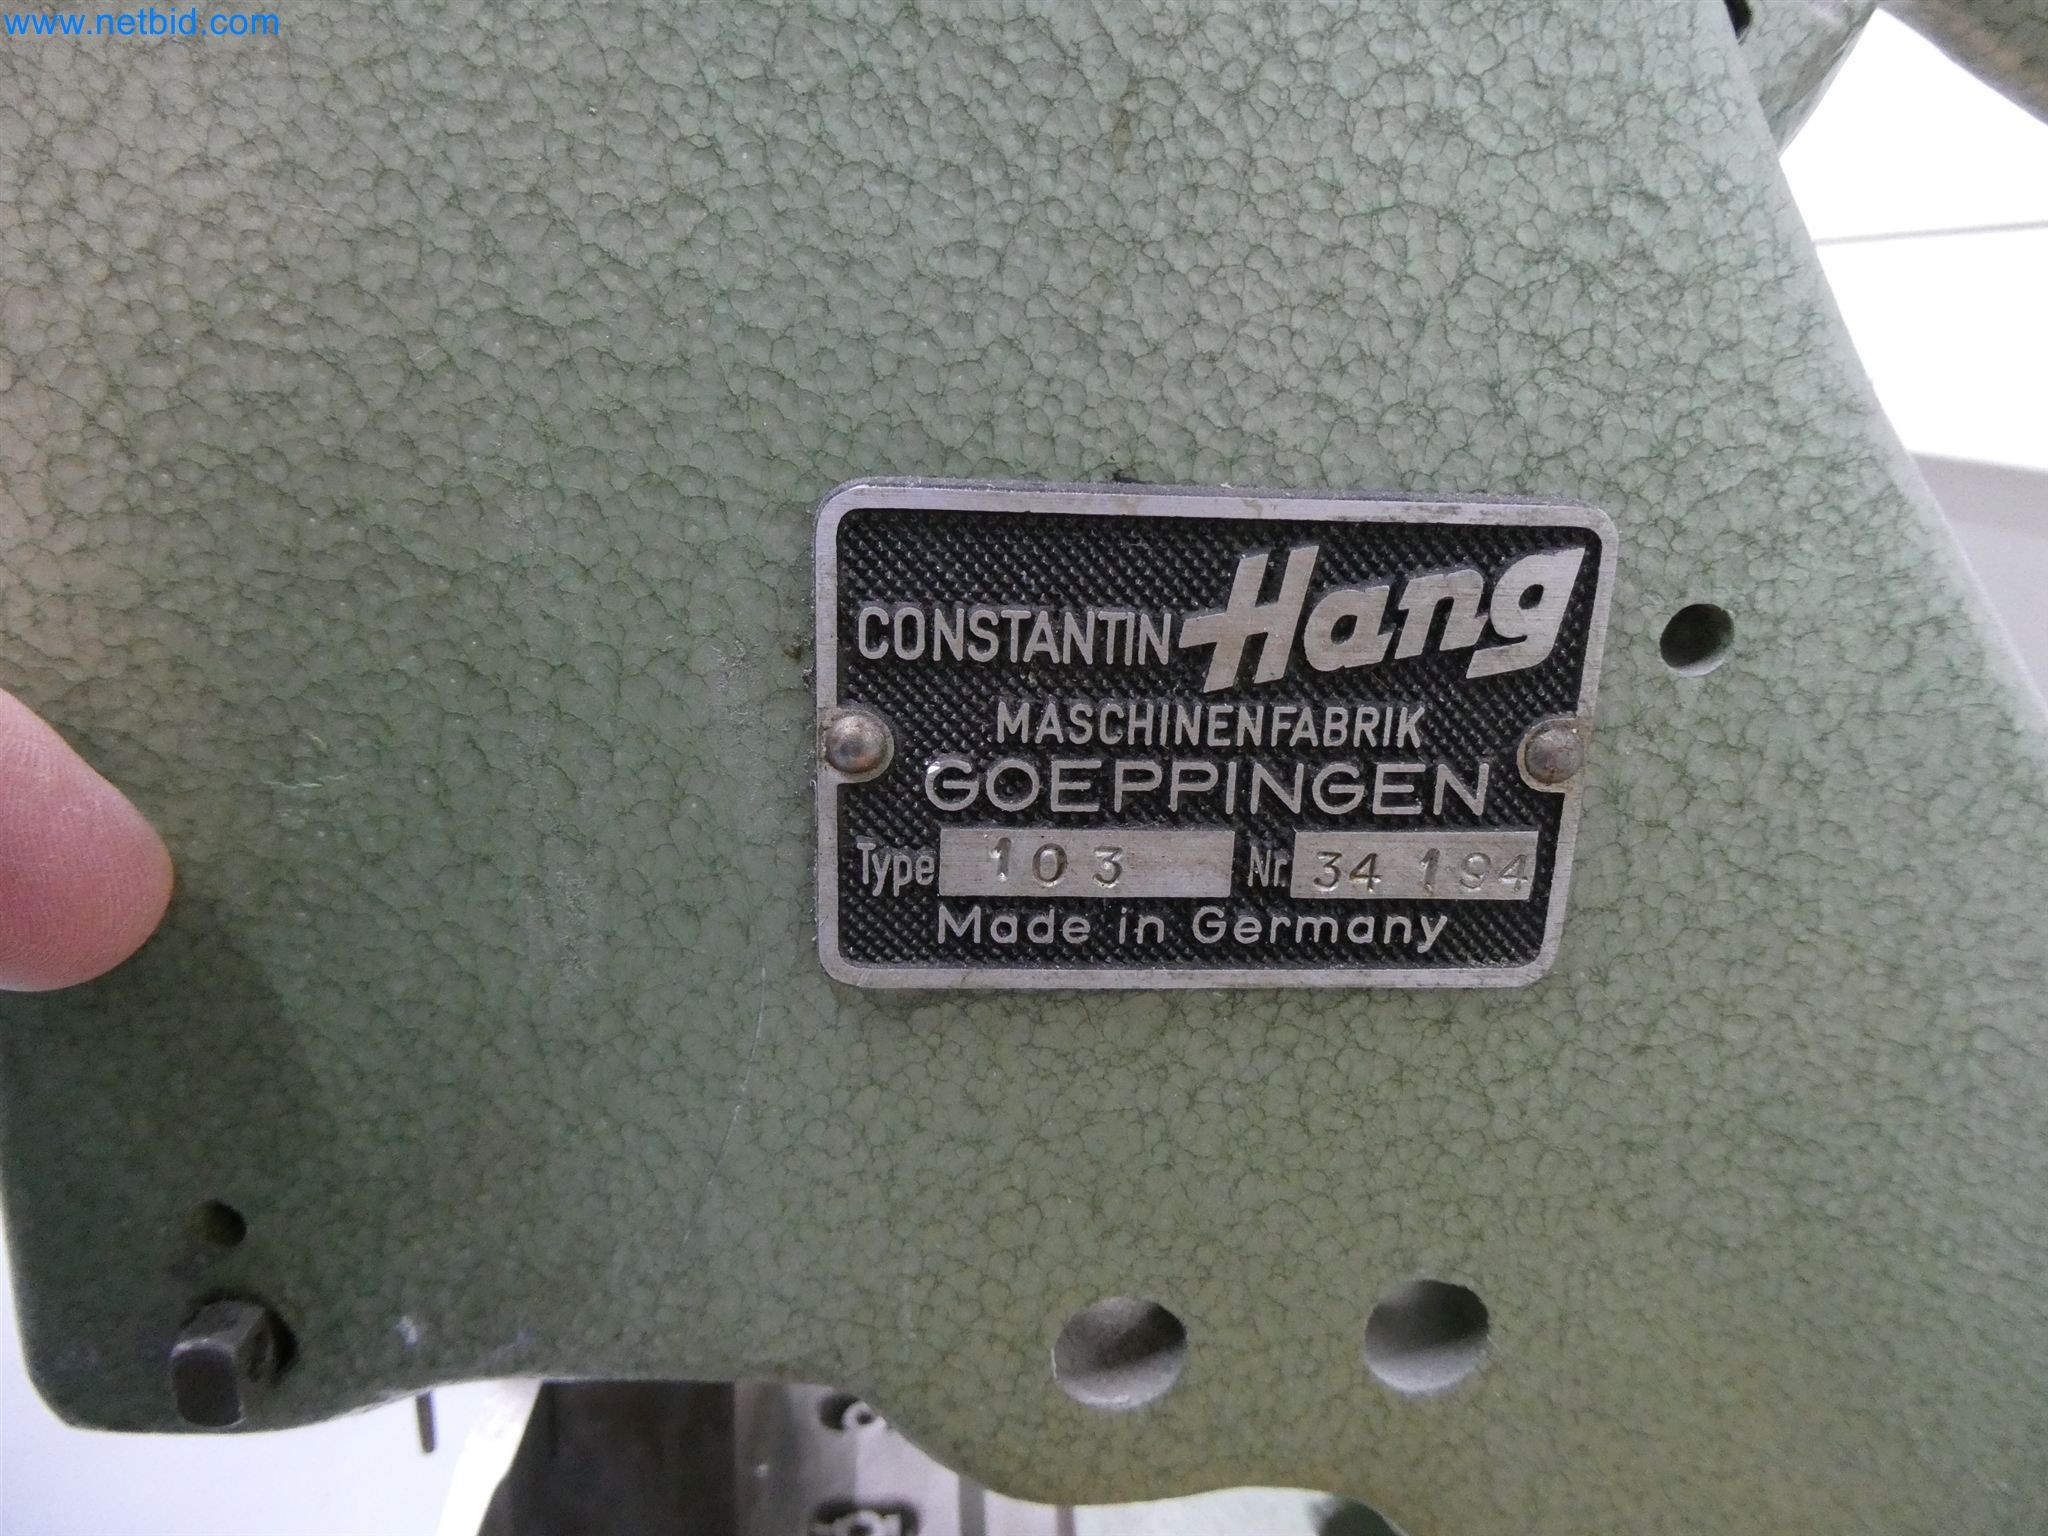 www.netbid.com
CONSTANTIN Hang
MASCHINENFABRIK
GOEPPINGEN
Type 103 Nr. 34 194
Made in Germany